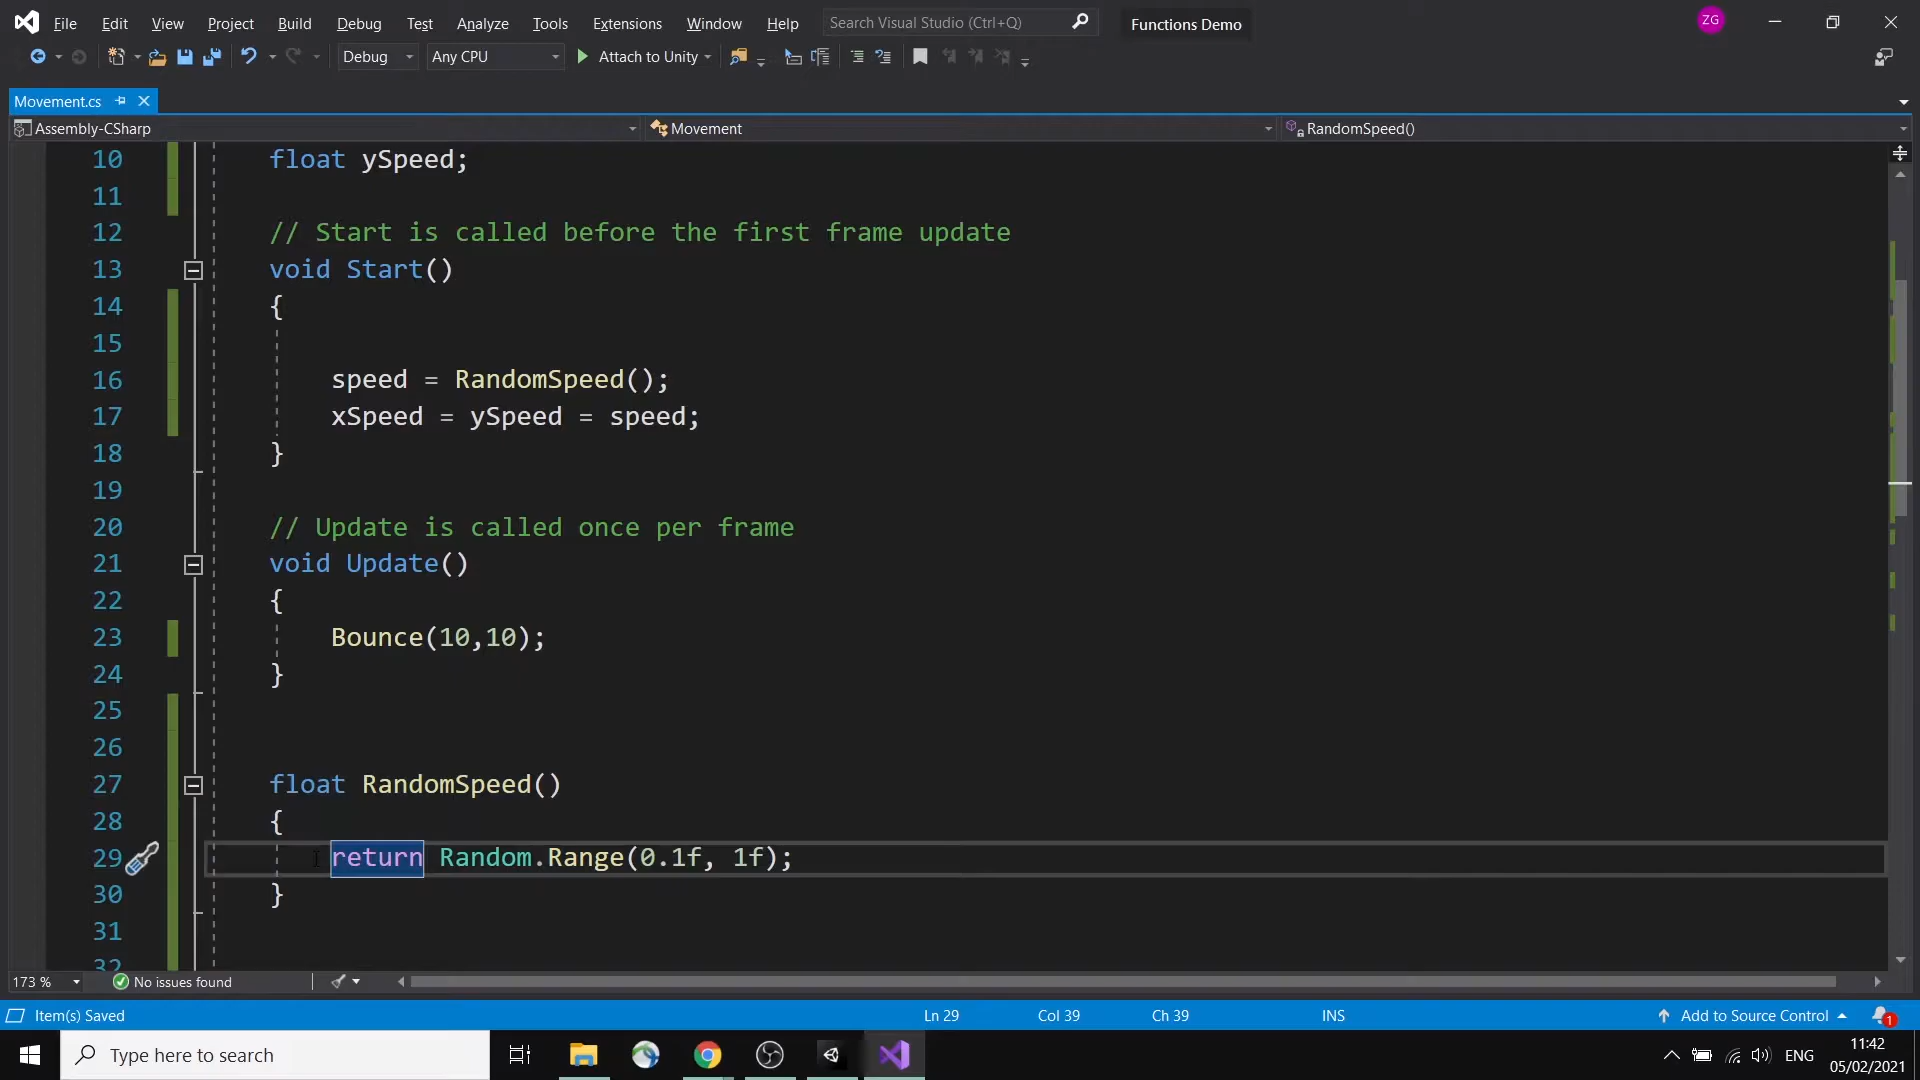 File Edit View Project Build Debug Test Analyze Tools Extensions Window Help Search Visual Studio (Ctrl+Q) Functions Demo ZG
Debug Any CPU Attach to Unity
Movement.cs
Assembly-CSharp Movement RandomSpeed()
10 float ySpeed;
11
12 // Start is called before the first frame update
13 void Start()
14 {
15
16 speed = RandomSpeed();
17 xSpeed = ySpeed = speed;
18 }
19
20 // Update is called once per frame
21 void Update()
22 {
23 Bounce(10,10);
24 }
25
26
27 float RandomSpeed()
28 {
29 return Random.Range(0.1f, 1f);
30 }
31
32
173 % No issues found
Item(s) Saved Ln 29 Col 39 Ch 39 INS Add to Source Control 1
Type here to search ENG 11:42
05/02/2021